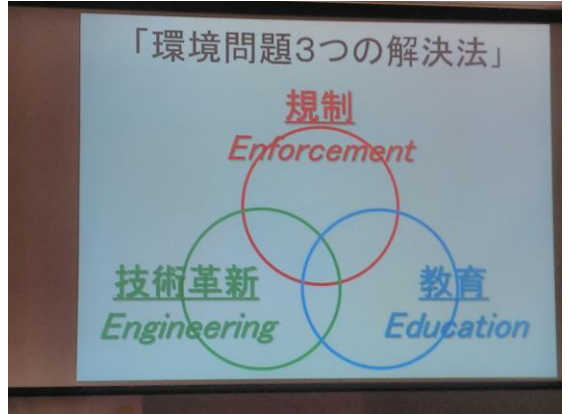 「環境問題3つの解決法」
規制
Enforcement
技術革新
Engineering
教育
Education